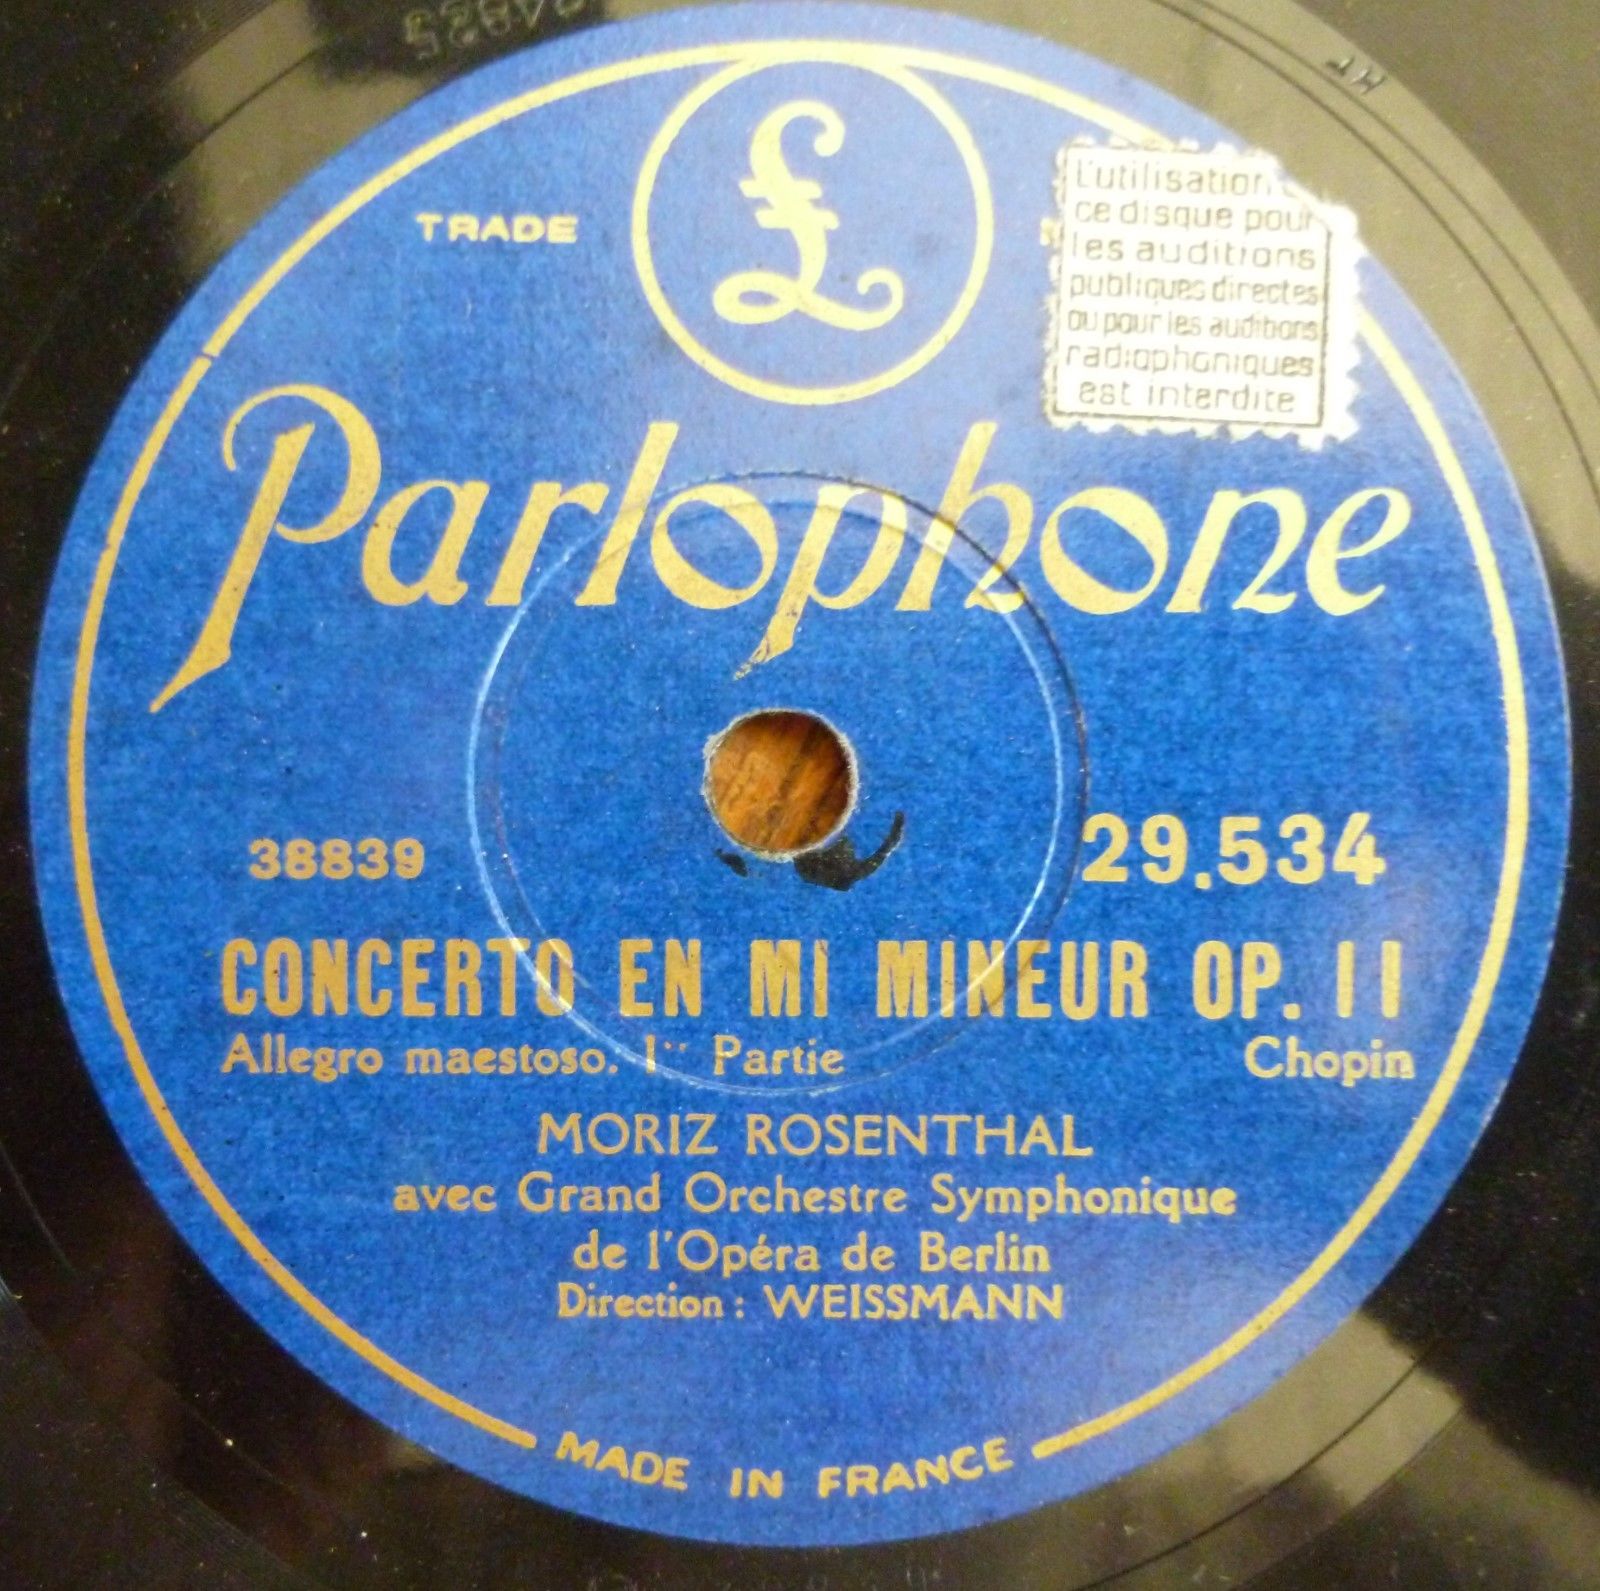 TRADE
£
L'utilisation
ce disque pour
les auditions
publiques directes
ou pour les auditions
radiophoniques
est interdite
Parlophone
38839
29.534
CONCERTO EN MI MINEUR OP. 11
Allegro maestoso. 1re Partie
Chopin
MORIZ ROSENTHAL
avec Grand Orchestre Symphonique
de l'Opéra de Berlin
Direction : WEISSMANN
MADE IN FRANCE